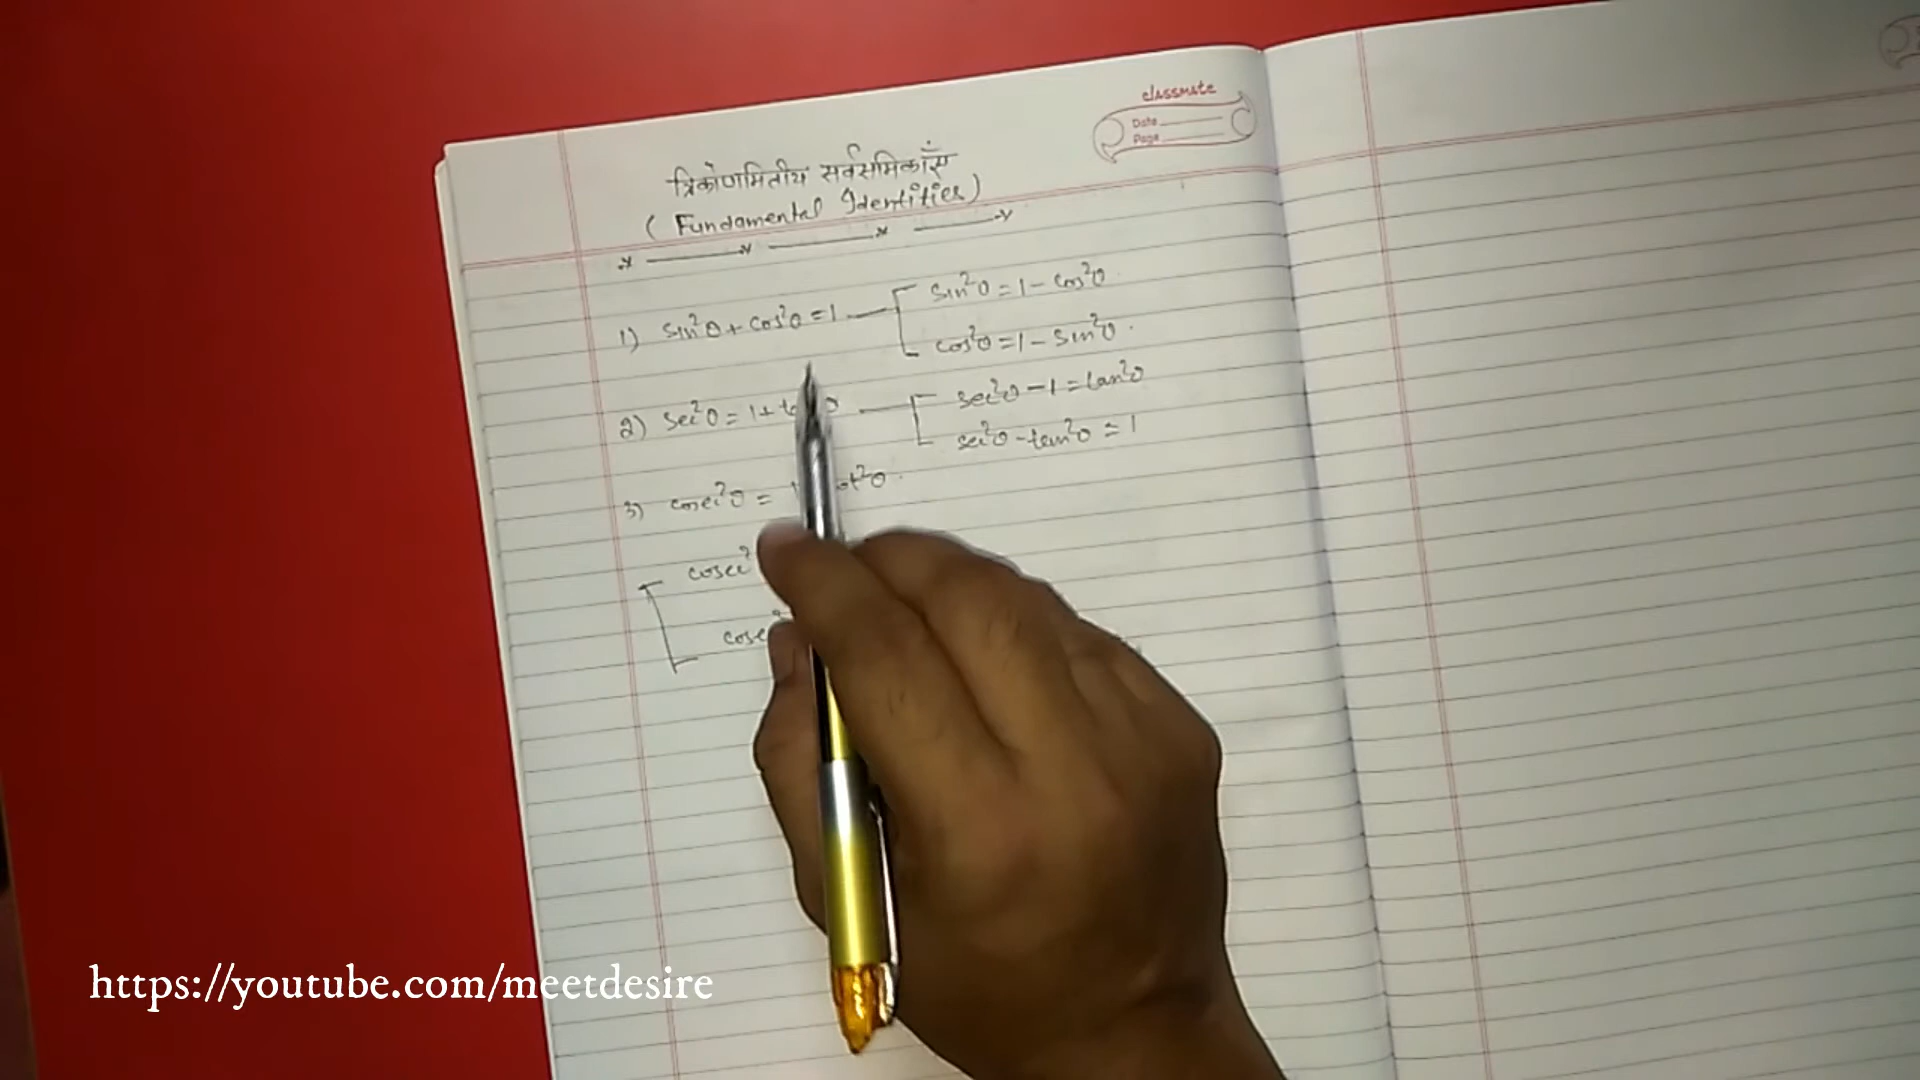 classmate
Date
Page
त्रिकोणमितीय सर्वसमिकाएँ
( Fundamental Identities )
1) sin²θ + cos²θ = 1
sin²θ = 1 - cos²θ
cos²θ = 1 - sin²θ
2) sec²θ = 1 +
sec²θ - 1 = tan²θ
sec²θ - tan²θ = 1
3) cosec²θ =
cosec²
https://youtube.com/meetdesire